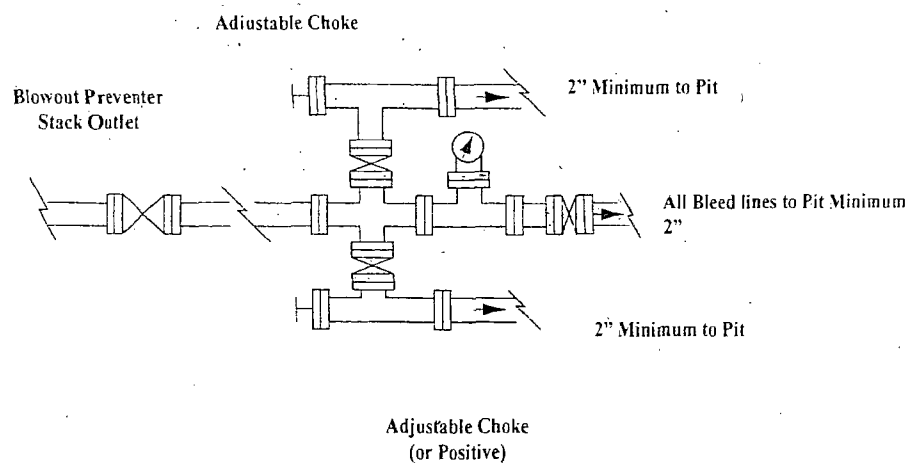 Adiustable Choke
2” Minimum to Pit
Blowout Preventer
Stack Outlet
All Bleed lines to Pit Minimum
2”
2” Minimum to Pit
Adjustable Choke
(or Positive)